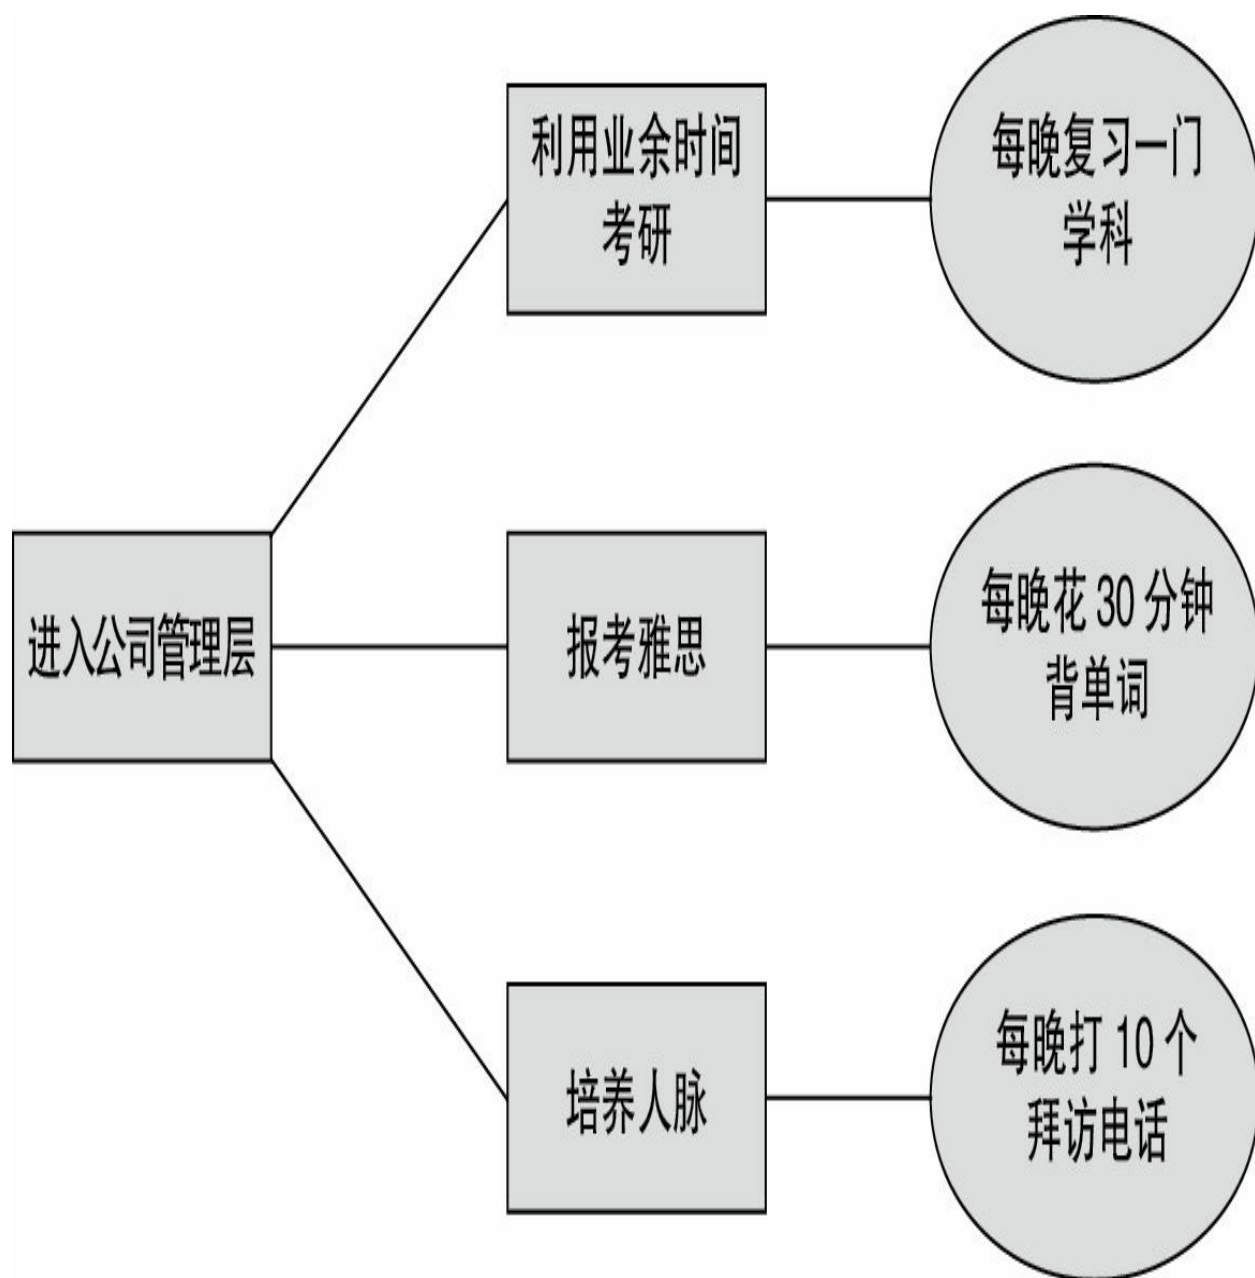 利用业余时间
考研
每晚复习一门
学科
进入公司管理层
报考雅思
每晚花 30 分钟
背单词
培养人脉
每晚打 10 个
拜访电话